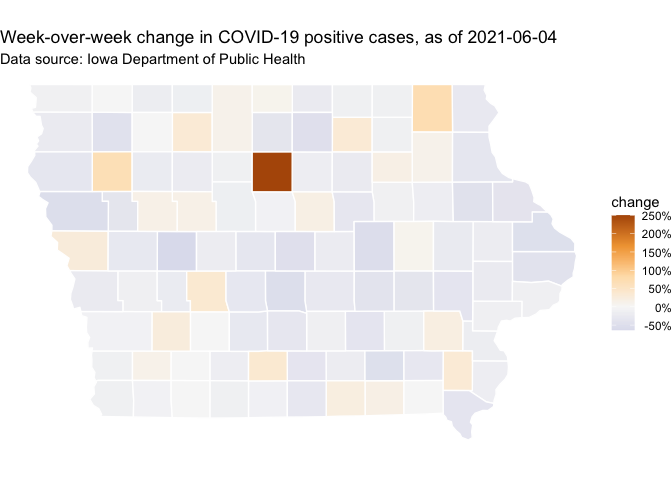 Week-over-week change in COVID-19 positive cases, as of 2021-06-04
Data source: Iowa Department of Public Health
change
250%
200%
150%
100%
50%
0%
-50%